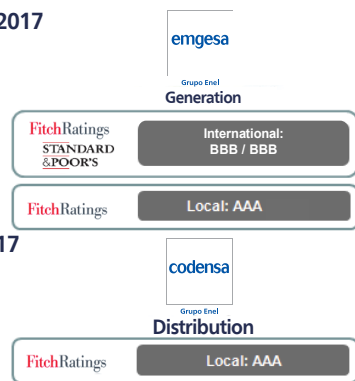 2017
emgesa
Grupo Enel
Generation
FitchRatings
STANDARD
&POOR'S
International:
BBB / BBB
FitchRatings
Local: AAA
17
codensa
Grupo Enel
Distribution
FitchRatings
Local: AAA